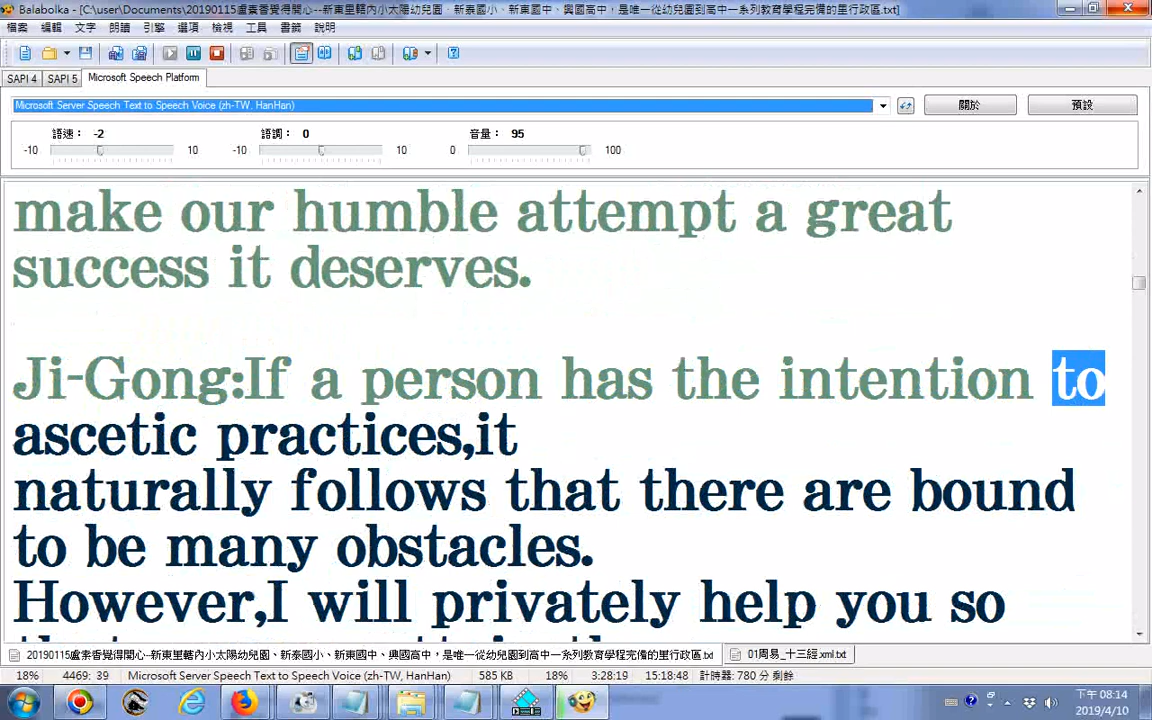 Balabolka - [C:\user\Documents\20190115盧素香覺得開心--新東里轄內小太陽幼兒園、新泰國小、新東國中、興國高中，是唯一從幼兒園到高中一系列教育學程完備的里行政區.txt]
檔案 編輯 文字 朗讀 引擎 選項 檢視 工具 書籤 說明
SAPI 4 SAPI 5 Microsoft Speech Platform
Microsoft Server Speech Text to Speech Voice (zh-TW, HanHan) 關於 預設
語速： -2 語調： 0 音量： 95
-10 10 -10 10 0 100
make our humble attempt a great
success it deserves.
Ji-Gong:If a person has the intention to
ascetic practices,it
naturally follows that there are bound
to be many obstacles.
However,I will privately help you so
20190115盧素香覺得開心--新東里轄內小太陽幼兒園、新泰國小、新東國中、興國高中，是唯一從幼兒園到高中一系列教育學程完備的里行政區.txt 01周易_十三經.xml.txt
18% 4469: 39 Microsoft Server Speech Text to Speech Voice (zh-TW, HanHan) 585 KB 18% 3:28:19 15:18:48 計時器: 780 分 剩餘
下午 08:14
2019/4/10